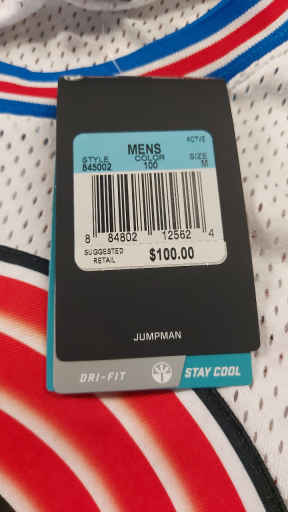 ACTVE
MENS
STYLE COLOR SIZE
845002 100 M
8 84802 12562 4
SUGGESTED
RETAIL $100.00
JUMPMAN
DRI-FIT STAY COOL